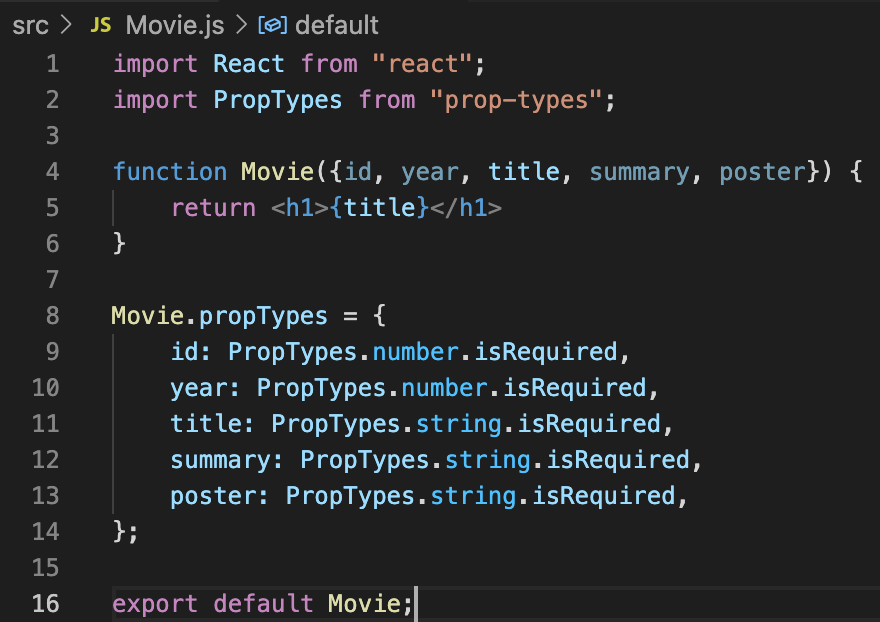 src > JS Movie.js > default
1 import React from "react";
2 import PropTypes from "prop-types";
3
4 function Movie({id, year, title, summary, poster}) {
5     return <h1>{title}</h1>
6 }
7
8 Movie.propTypes = {
9     id: PropTypes.number.isRequired,
10     year: PropTypes.number.isRequired,
11     title: PropTypes.string.isRequired,
12     summary: PropTypes.string.isRequired,
13     poster: PropTypes.string.isRequired,
14 };
15
16 export default Movie;